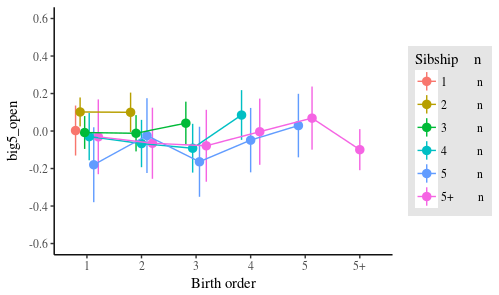 0.6
0.4
0.2
0.0
-0.2
-0.4
-0.6
big5_open
1 2 3 4 5 5+
Birth order
Sibship n
1 n
2 n
3 n
4 n
5 n
5+ n